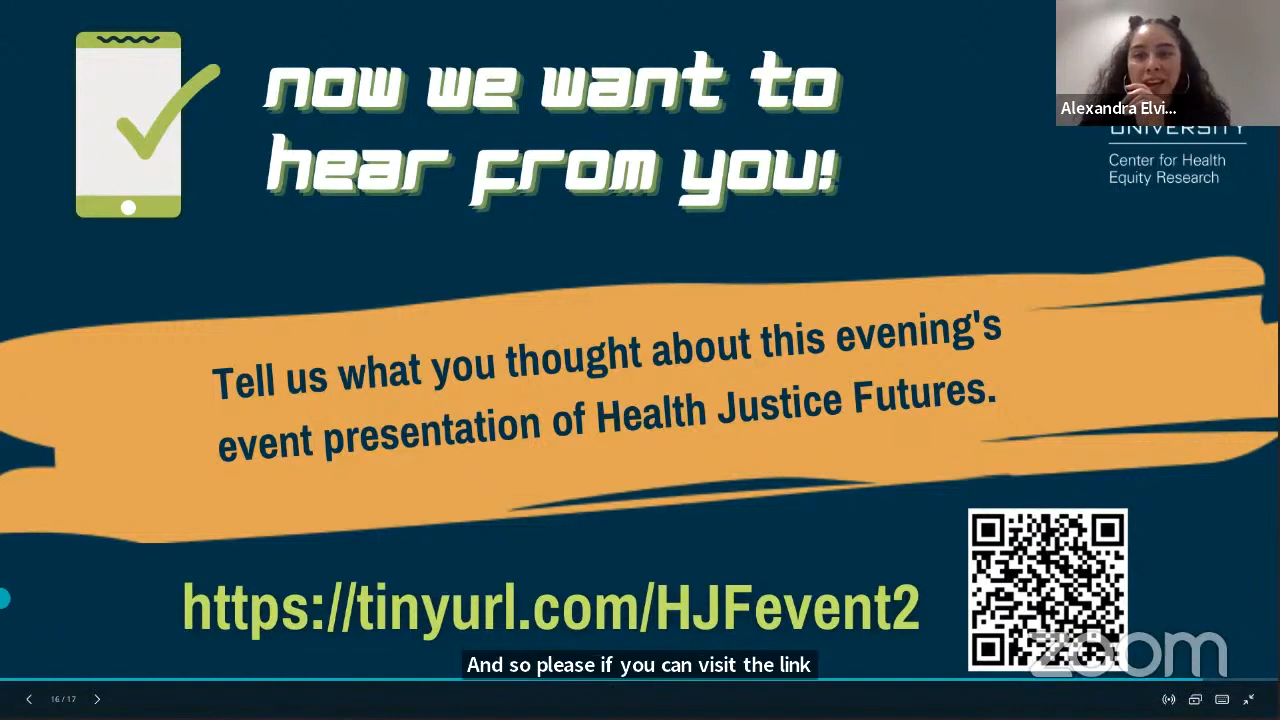 now we want to
hear from you!
Alexandra Elvi...
UNIVERSITY
Center for Health
Equity Research
Tell us what you thought about this evening's
event presentation of Health Justice Futures.
https://tinyurl.com/HJFevent2
zoom
And so please if you can visit the link
16 / 17